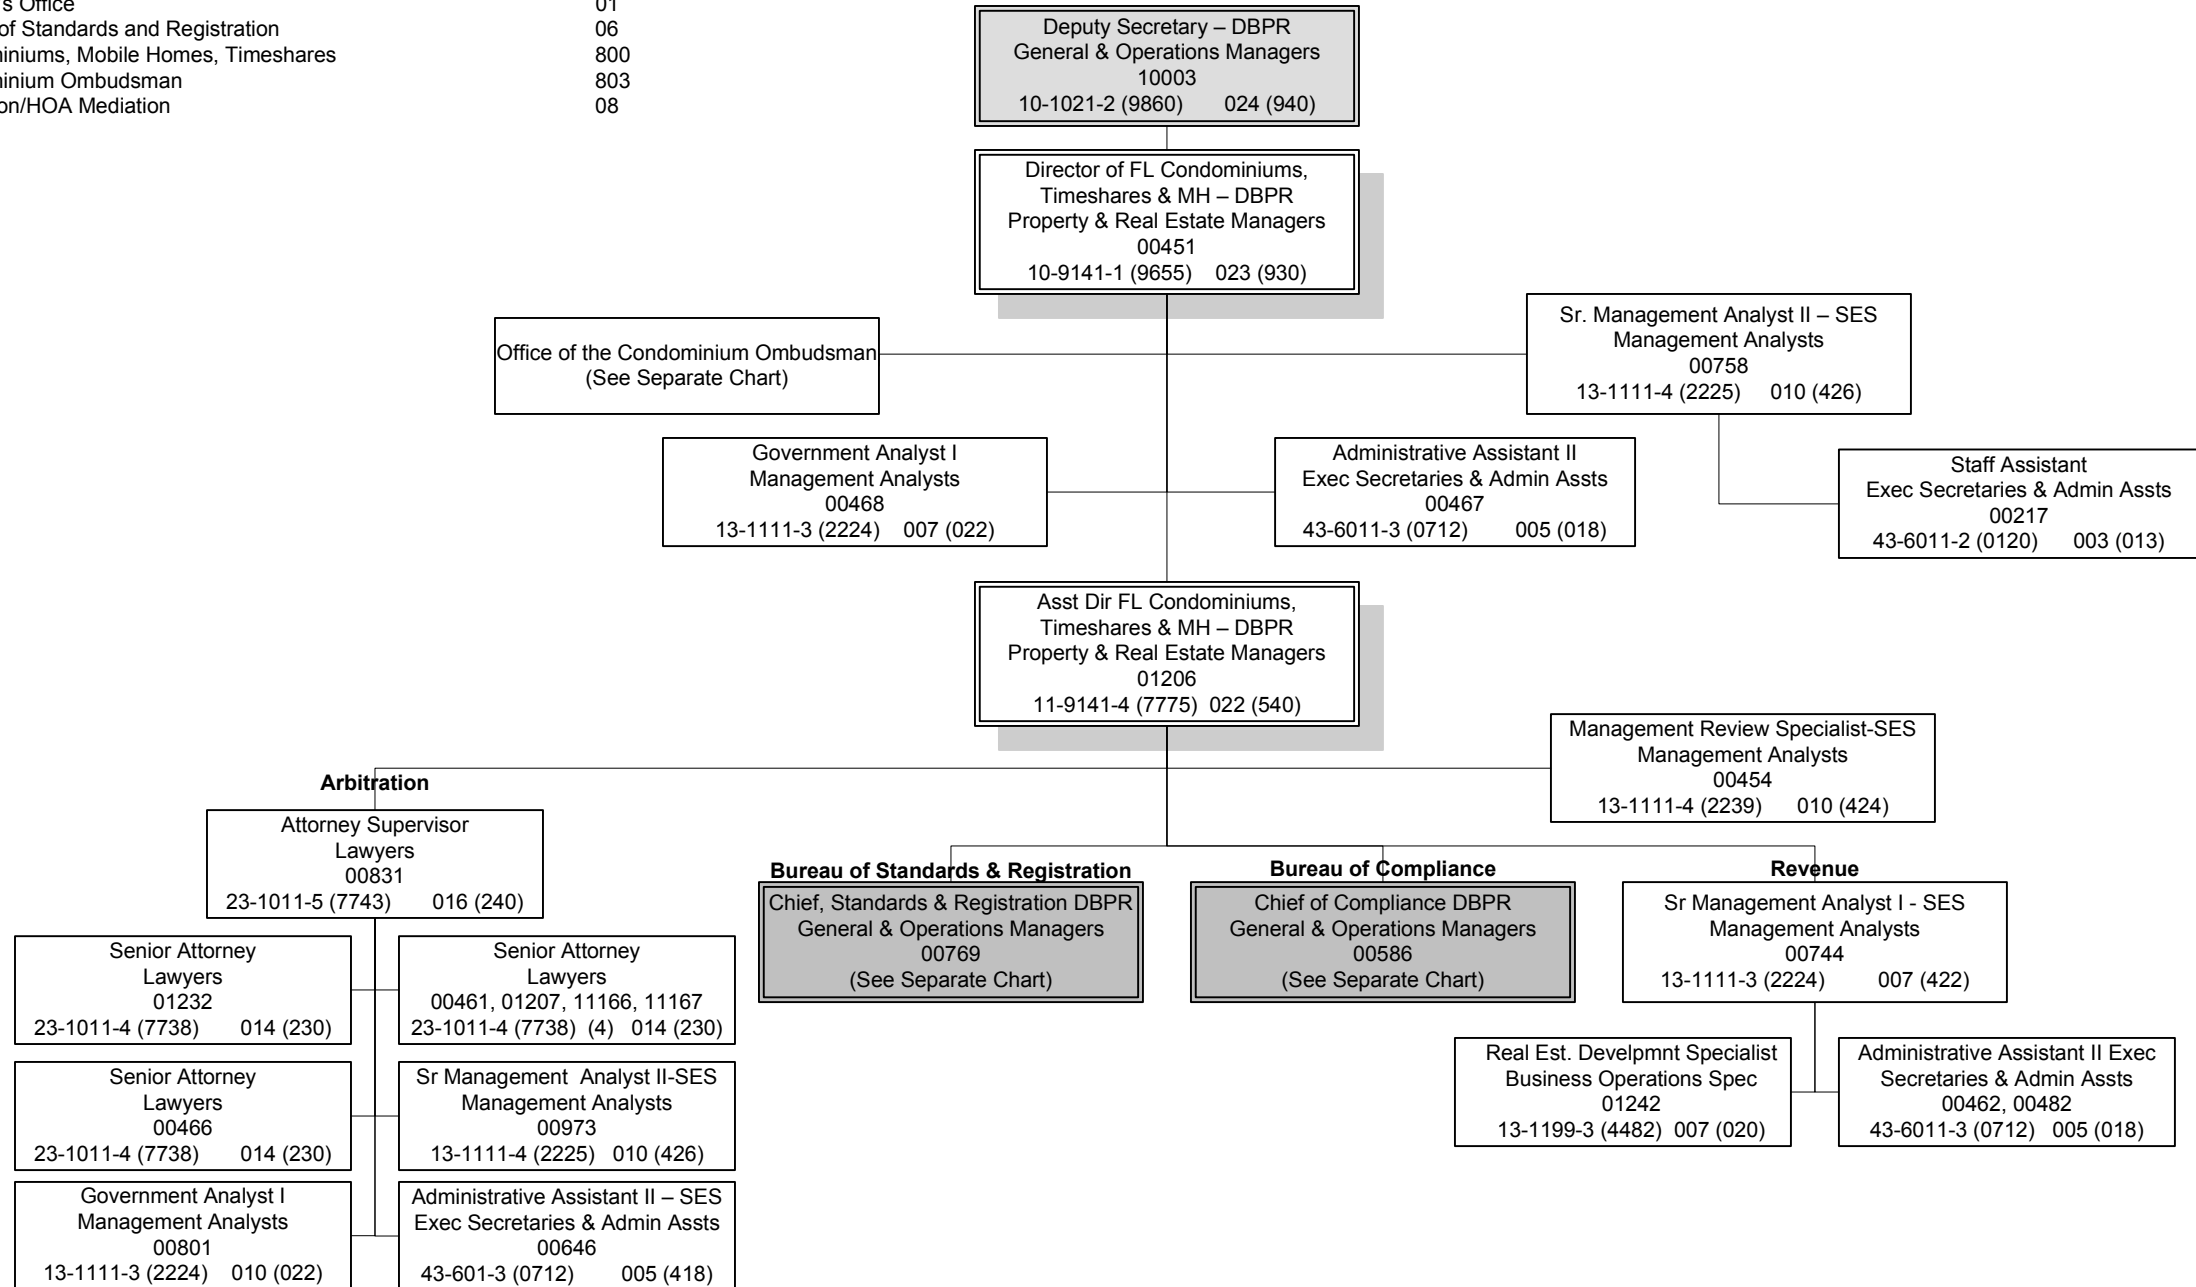 's Office 01
of Standards and Registration 06
iniums, Mobile Homes, Timeshares 800
inium Ombudsman 803
on/HOA Mediation 08
Deputy Secretary – DBPR
General & Operations Managers
10003
10-1021-2 (9860) 024 (940)
Director of FL Condominiums,
Timeshares & MH – DBPR
Property & Real Estate Managers
00451
10-9141-1 (9655) 023 (930)
Office of the Condominium Ombudsman
(See Separate Chart)
Sr. Management Analyst II – SES
Management Analysts
00758
13-1111-4 (2225) 010 (426)
Government Analyst I
Management Analysts
00468
13-1111-3 (2224) 007 (022)
Administrative Assistant II
Exec Secretaries & Admin Assts
00467
43-6011-3 (0712) 005 (018)
Staff Assistant
Exec Secretaries & Admin Assts
00217
43-6011-2 (0120) 003 (013)
Asst Dir FL Condominiums,
Timeshares & MH – DBPR
Property & Real Estate Managers
01206
11-9141-4 (7775) 022 (540)
Management Review Specialist-SES
Management Analysts
00454
13-1111-4 (2239) 010 (424)
Arbitration
Attorney Supervisor
Lawyers
00831
23-1011-5 (7743) 016 (240)
Senior Attorney
Lawyers
01232
23-1011-4 (7738) 014 (230)
Senior Attorney
Lawyers
00461, 01207, 11166, 11167
23-1011-4 (7738) (4) 014 (230)
Senior Attorney
Lawyers
00466
23-1011-4 (7738) 014 (230)
Sr Management Analyst II-SES
Management Analysts
00973
13-1111-4 (2225) 010 (426)
Government Analyst I
Management Analysts
00801
13-1111-3 (2224) 010 (022)
Administrative Assistant II – SES
Exec Secretaries & Admin Assts
00646
43-601-3 (0712) 005 (418)
Bureau of Standards & Registration
Chief, Standards & Registration DBPR
General & Operations Managers
00769
(See Separate Chart)
Bureau of Compliance
Chief of Compliance DBPR
General & Operations Managers
00586
(See Separate Chart)
Revenue
Sr Management Analyst I - SES
Management Analysts
00744
13-1111-3 (2224) 007 (422)
Real Est. Develpmnt Specialist
Business Operations Spec
01242
13-1199-3 (4482) 007 (020)
Administrative Assistant II Exec
Secretaries & Admin Assts
00462, 00482
43-6011-3 (0712) 005 (018)